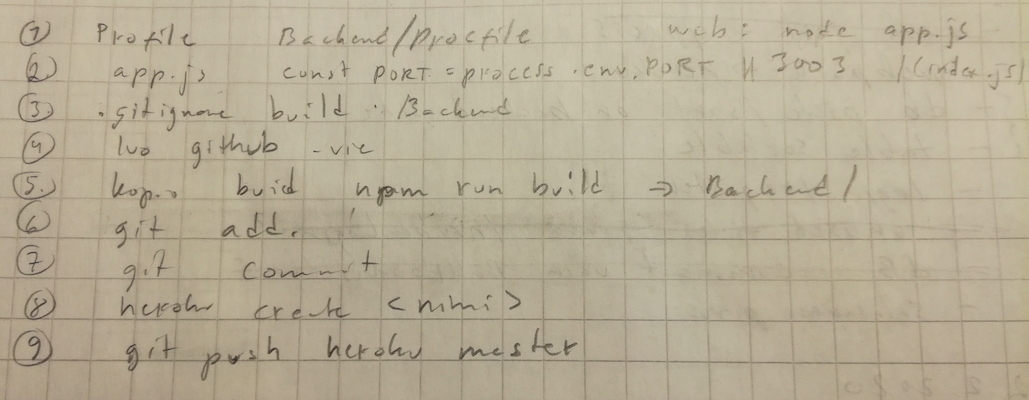 ① Profile Backend/Procfile web: node app.js
② app.js const PORT = process.env.PORT || 3003 /(index.js)
③ .gitignore build ./Backend
④ luo github -vie
⑤. kopio buid npm run build => Backend/
⑥ git add.
⑦ git commit
⑧ heroku create <nimi>
⑨ git push heroku master